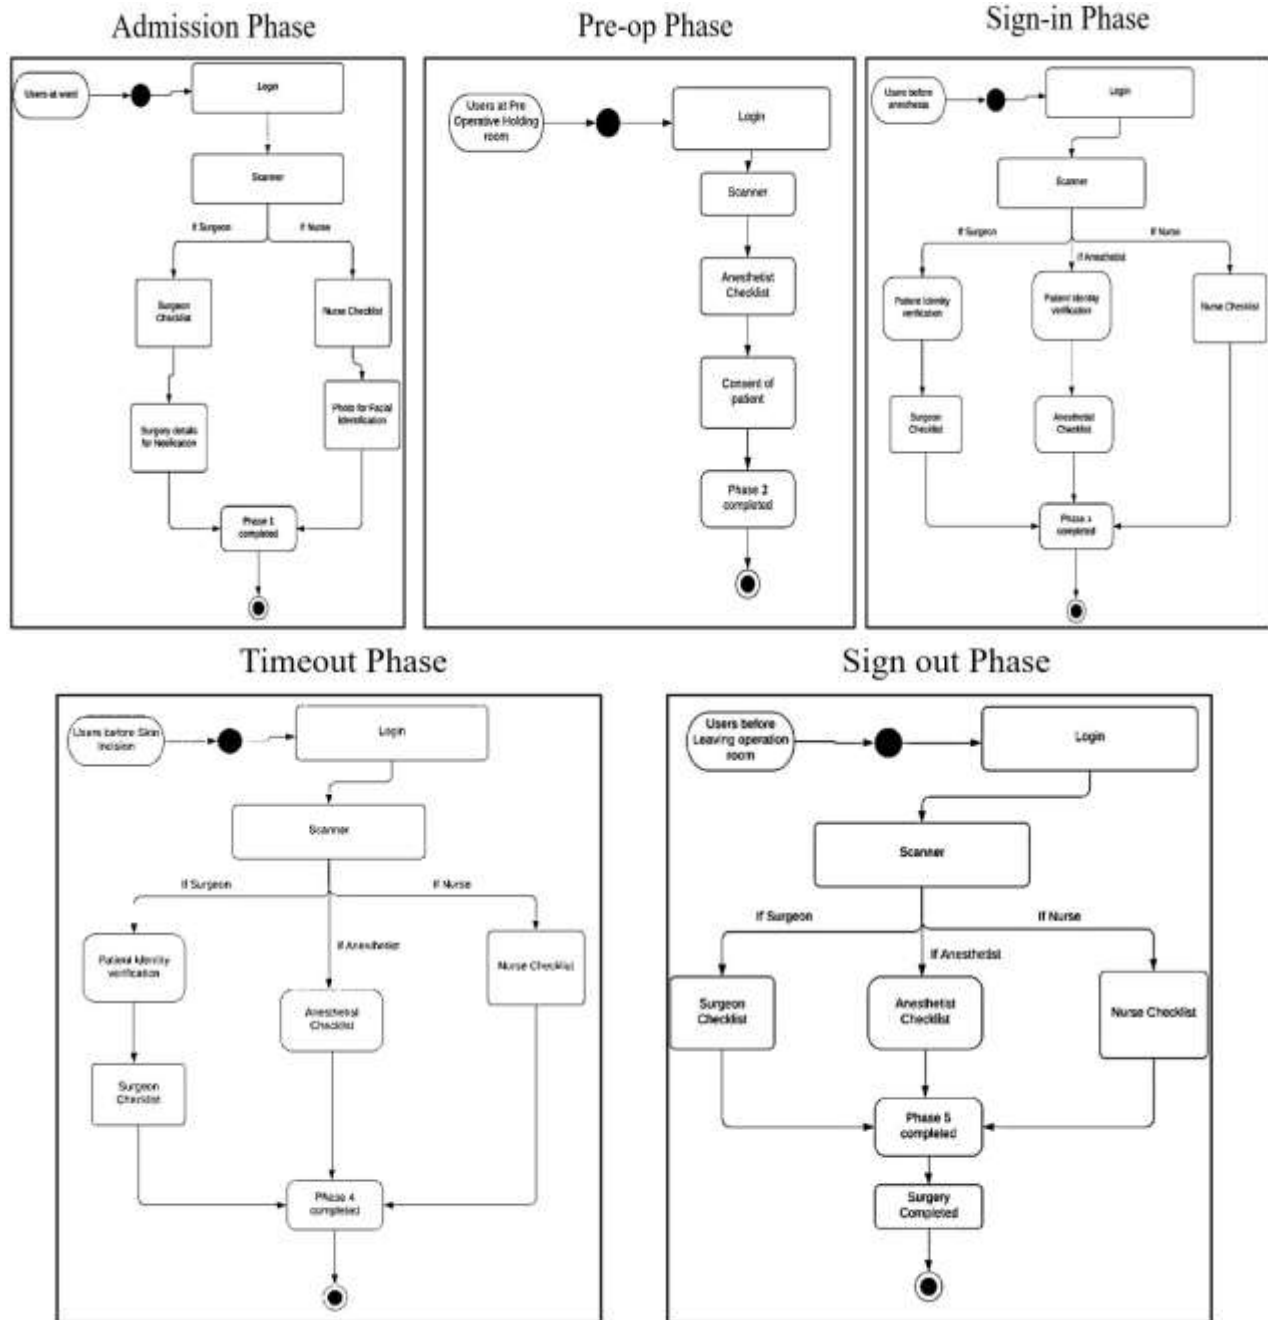 Admission Phase
Users at ward
Login
Scanner
If Surgeon
If Nurse
Surgeon
Checklist
Nurse Checklist
Surgery details
for Notification
Photo for Facial
Identification
Phase 1
completed
Pre-op Phase
Users at Pre
Operative Holding
room
Login
Scanner
Anesthetist
Checklist
Consent of
patient
Phase 2
completed
Sign-in Phase
Users before
anesthesia
Login
Scanner
If Surgeon
If Anesthetist
If Nurse
Patient Identity
verification
Patient Identity
verification
Nurse Checklist
Surgeon
Checklist
Anesthetist
Checklist
Phase 3
completed
Timeout Phase
Users before Skin
Incision
Login
Scanner
If Surgeon
If Nurse
If Anesthetist
Patient Identity
verification
Nurse Checklist
Anesthetist
Checklist
Surgeon
Checklist
Phase 4
completed
Sign out Phase
Users before
Leaving operation
room
Login
Scanner
If Surgeon
If Nurse
If Anesthetist
Surgeon
Checklist
Anesthetist
Checklist
Nurse Checklist
Phase 5
completed
Surgery
Completed